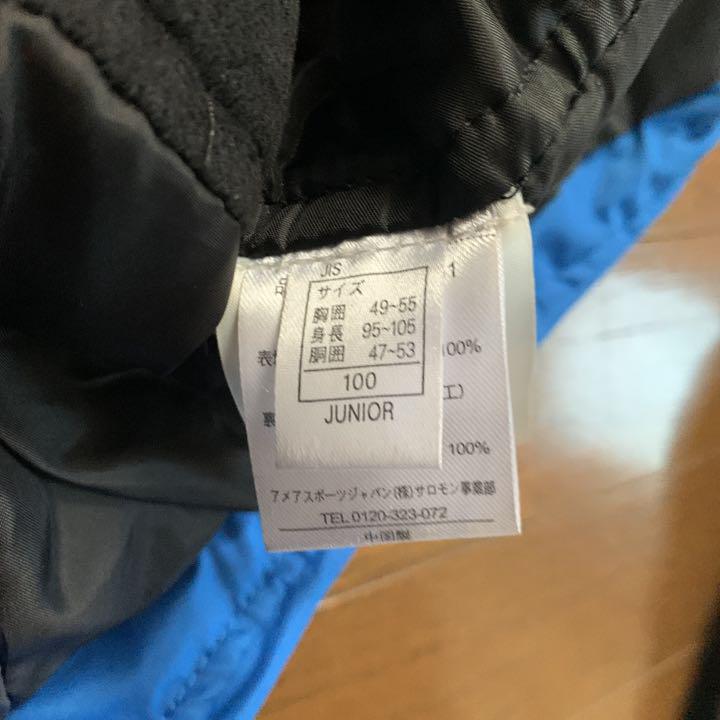 JIS
サイズ
胸囲 49~55
身長 95~105
胴囲 47~53
100
JUNIOR
1
100%
工)
100%
アメアスポーツジャパン(株)サロモン事業部
TEL 0120-323-072
中国製